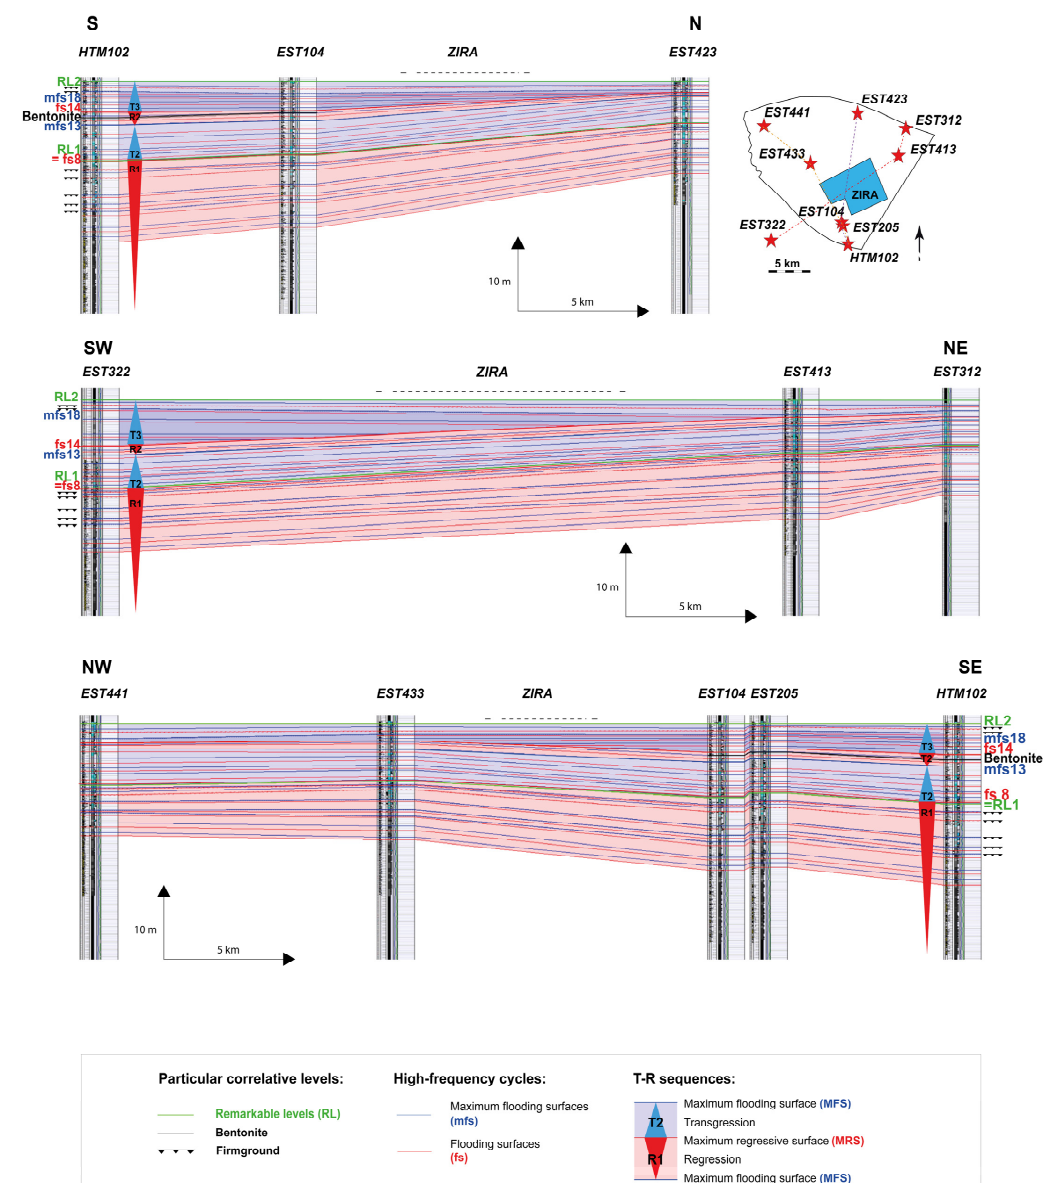 S N
HTM102 EST104 ZIRA EST423
RL2
mfs18
fs14
Bentonite
mfs13
RL1
= fs8
T3
R2
T2
R1
10 m
5 km
EST423
EST441
EST312
EST413
EST433
ZIRA
EST104
EST322
EST205
HTM102
5 km
SW NE
EST322 ZIRA EST413 EST312
RL2
mfs18
fs14
mfs13
RL1
=fs8
T3
R2
T2
R1
10 m
5 km
NW SE
EST441 EST433 ZIRA EST104 EST205 HTM102
RL2
mfs18
fs14
Bentonite
mfs13
fs 8
=RL1
T3
T2
T2
R1
10 m
5 km
Particular correlative levels: High-frequency cycles: T-R sequences:
Remarkable levels (RL)
Bentonite
Firmground
Maximum flooding surfaces
(mfs)
Flooding surfaces
(fs)
Maximum flooding surface (MFS)
T2 Transgression
Maximum regressive surface (MRS)
R1 Regression
Maximum flooding surface (MFS)